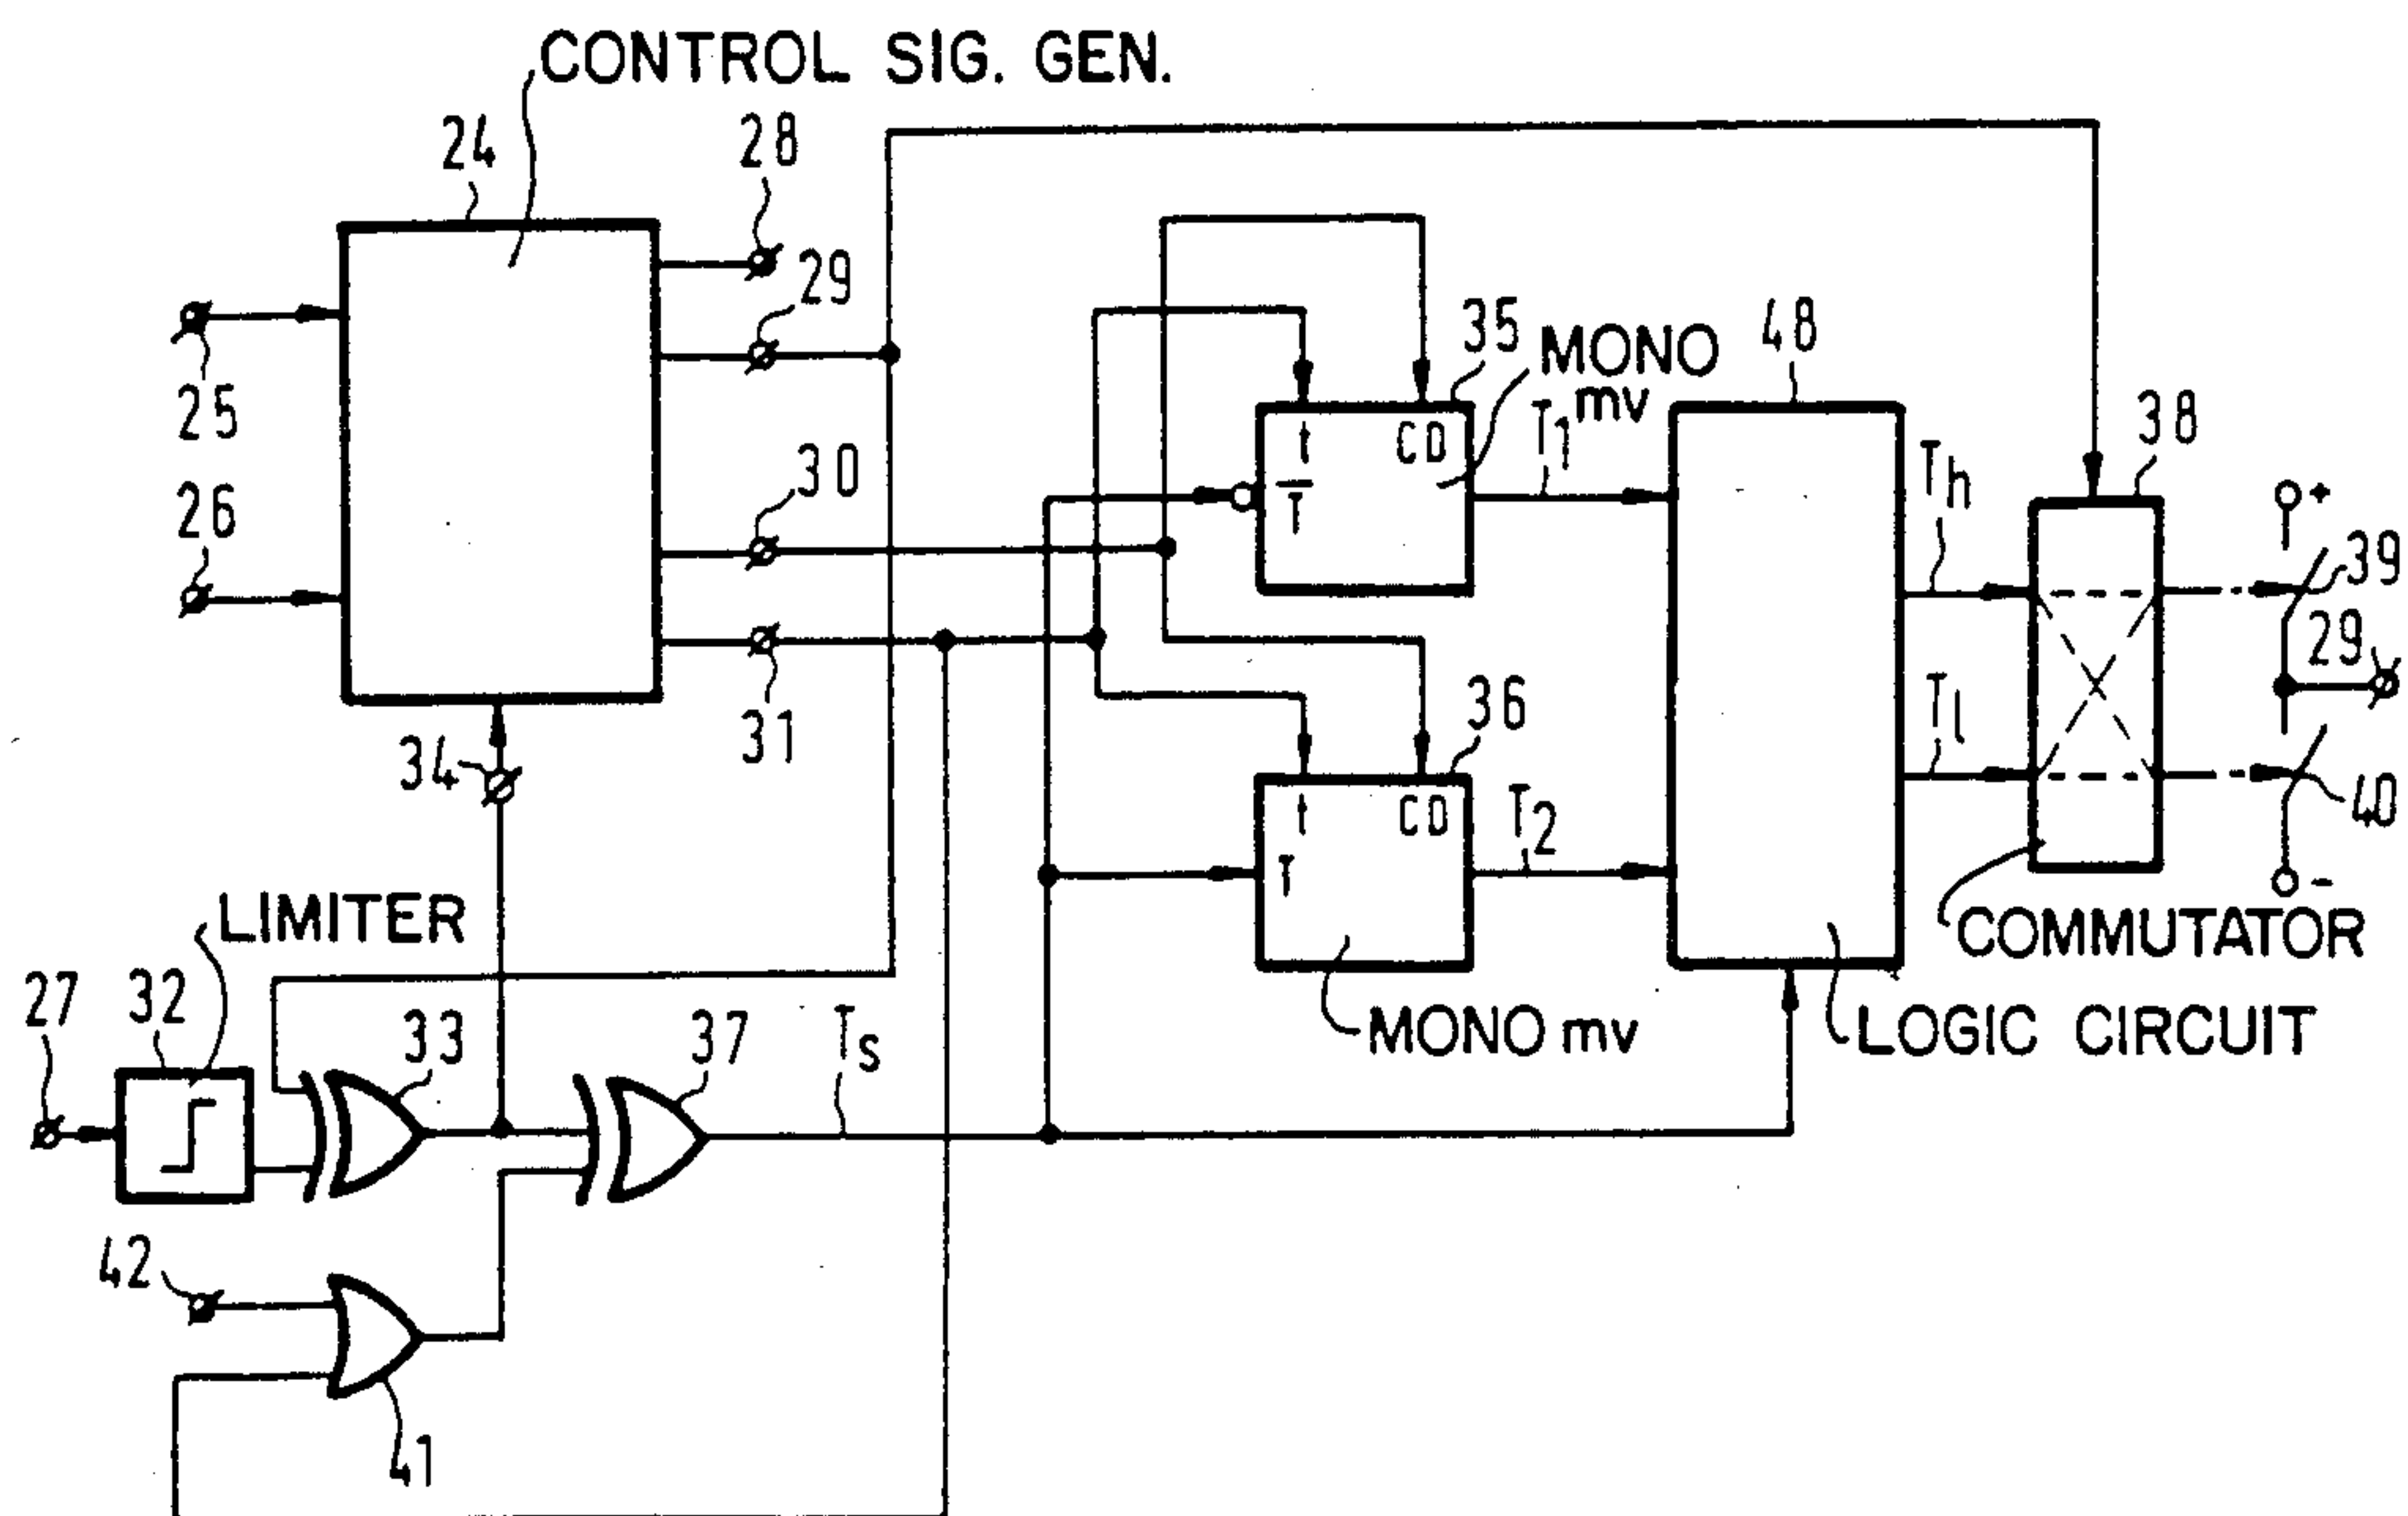 CONTROL SIG. GEN.
24
28
29
25
30
26
31
34
35
MONO
mv
48
38
t
CD
T
T1
Th
+
39
29
36
Tl
t
CD
T
T2
40
-
LIMITER
COMMUTATOR
27
32
33
37
Ts
MONO mv
LOGIC CIRCUIT
42
41